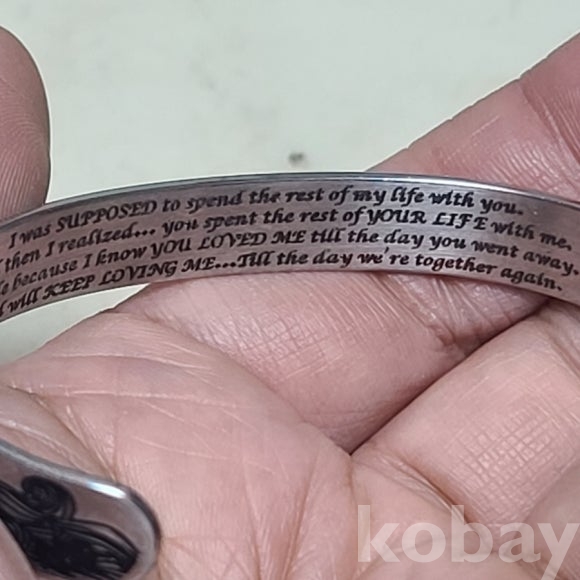 I was SUPPOSED to spend the rest of my life with you.
then I realized... you spent the rest of YOUR LIFE with me.
because I know YOU LOVED ME till the day you went away.
will KEEP LOVING ME...Till the day we're together again.
kobay